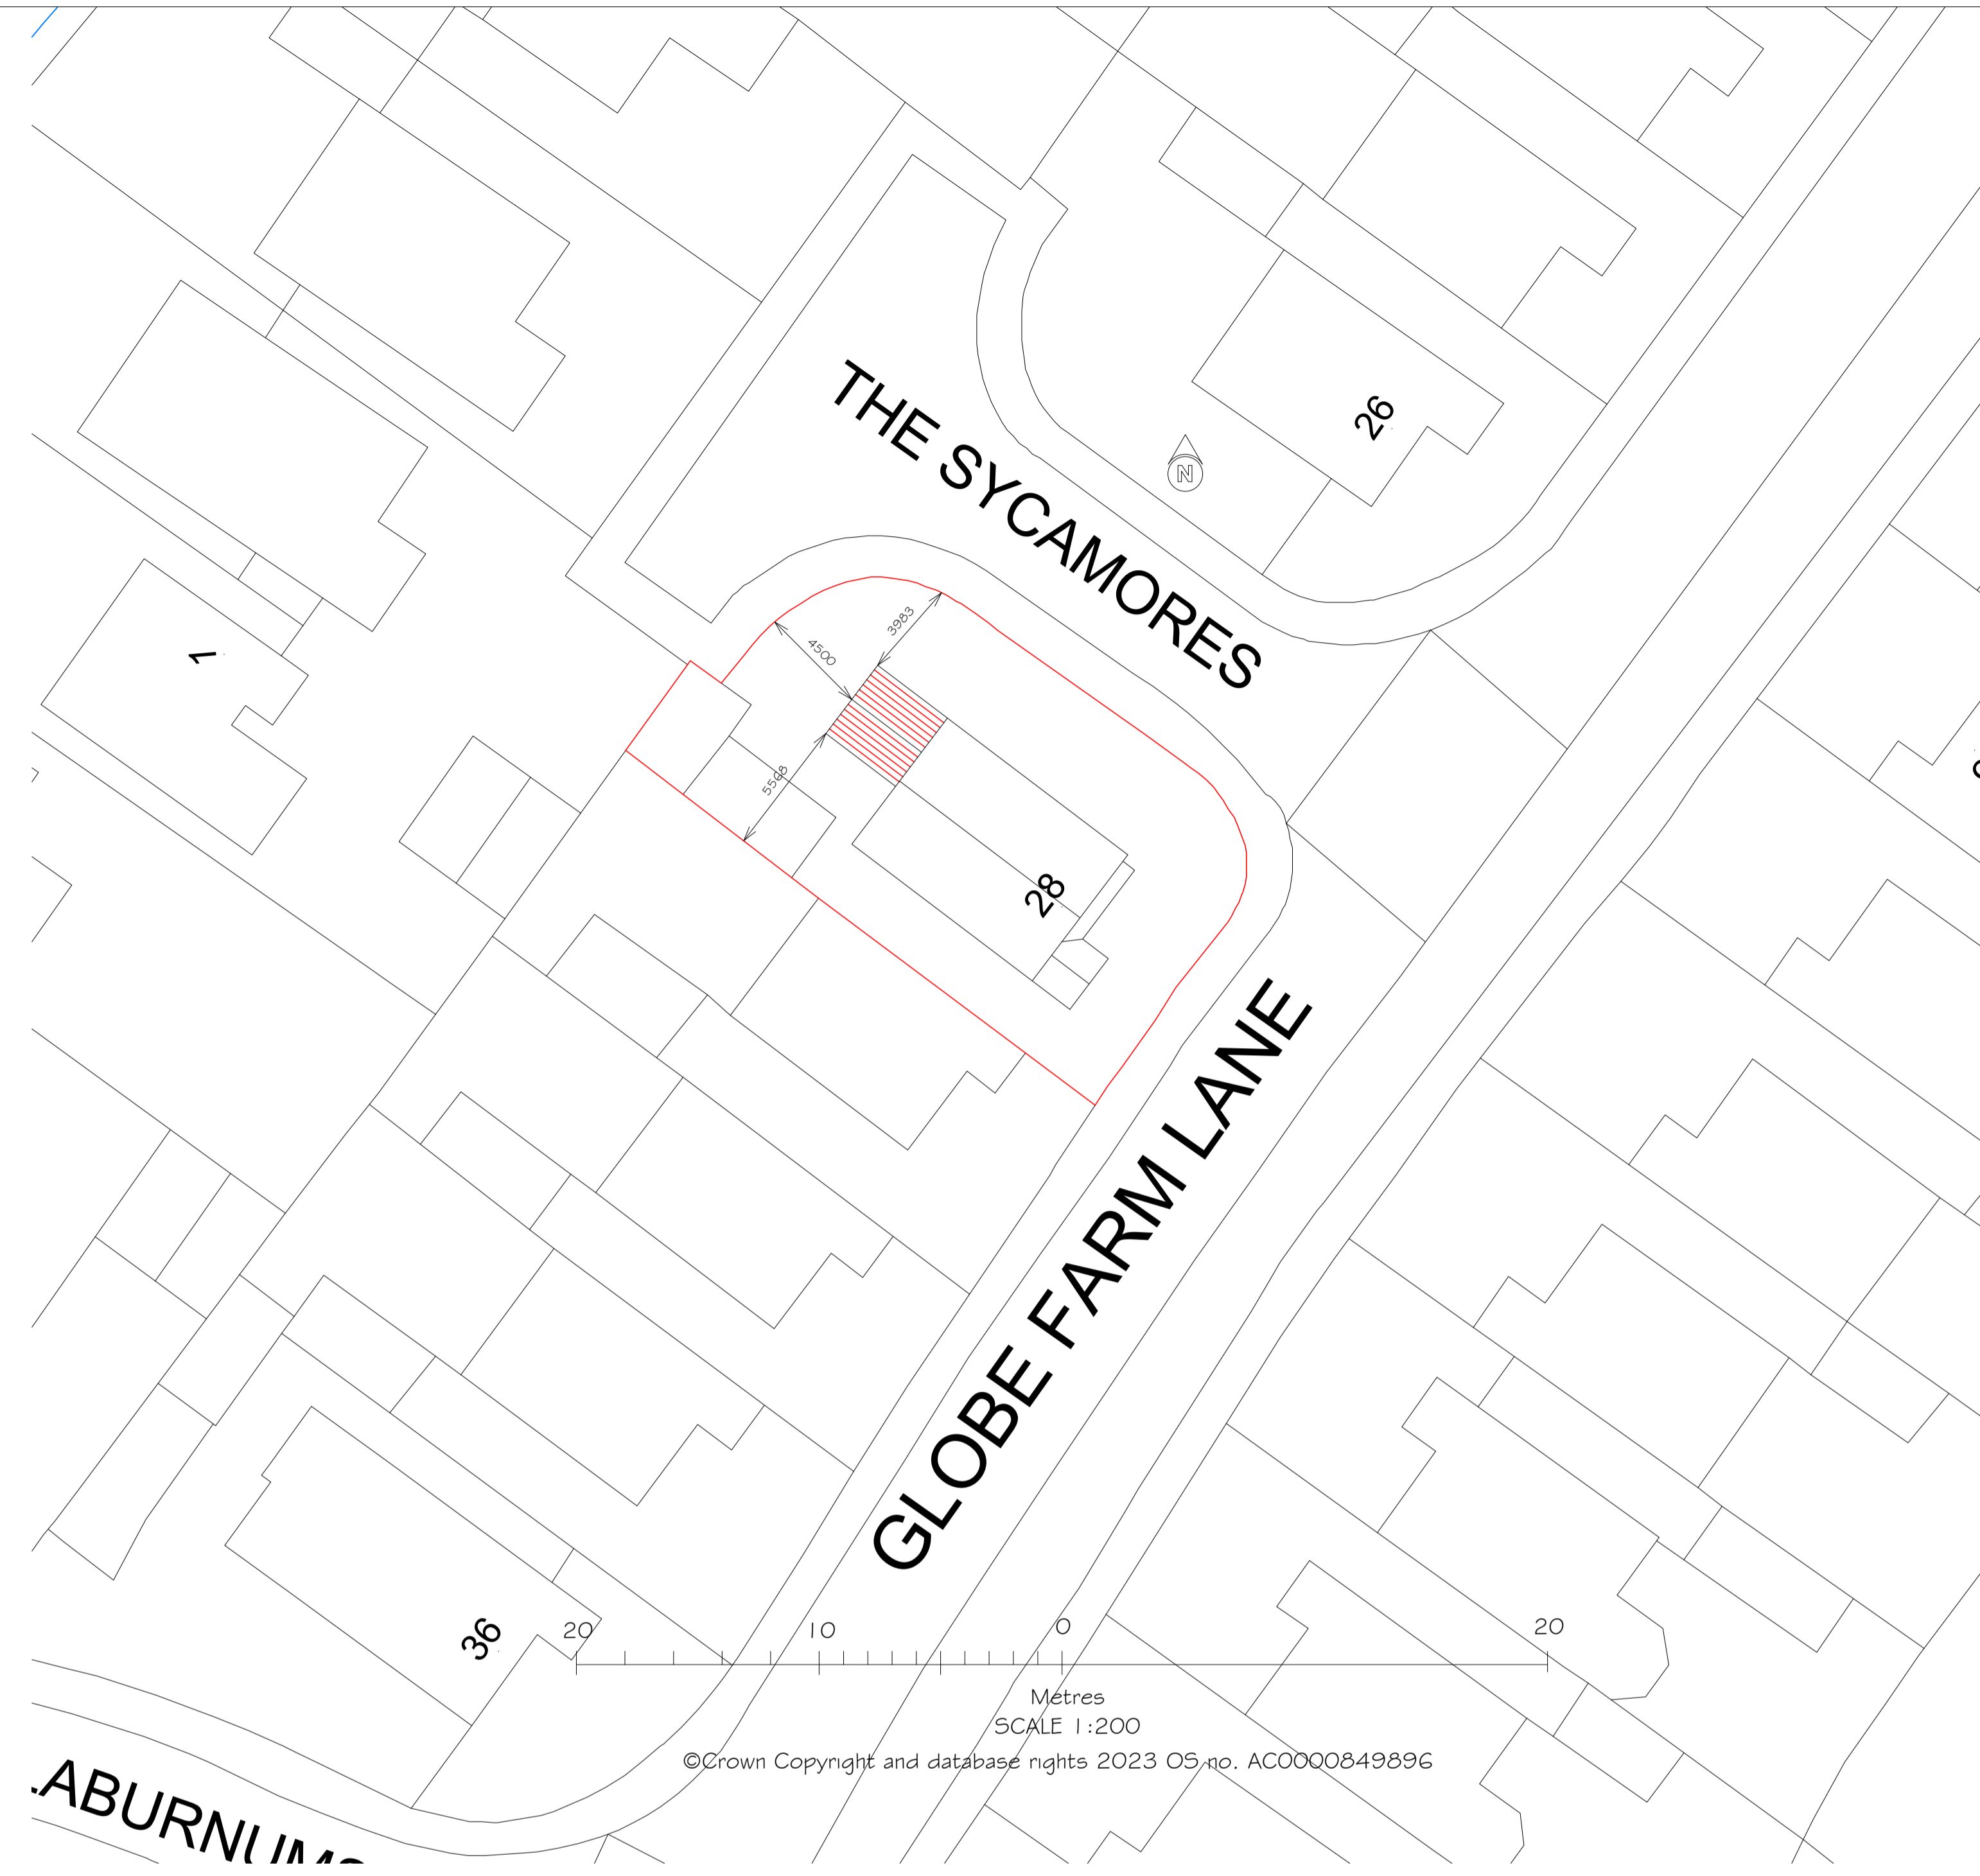 THE SYCAMORES
26
N
3983
4500
5568
28
GLOBE FARM LANE
36
20 10 0 20
Metres
SCALE 1:200
©Crown Copyright and database rights 2023 OS no. AC0000849896
ABURNUMS